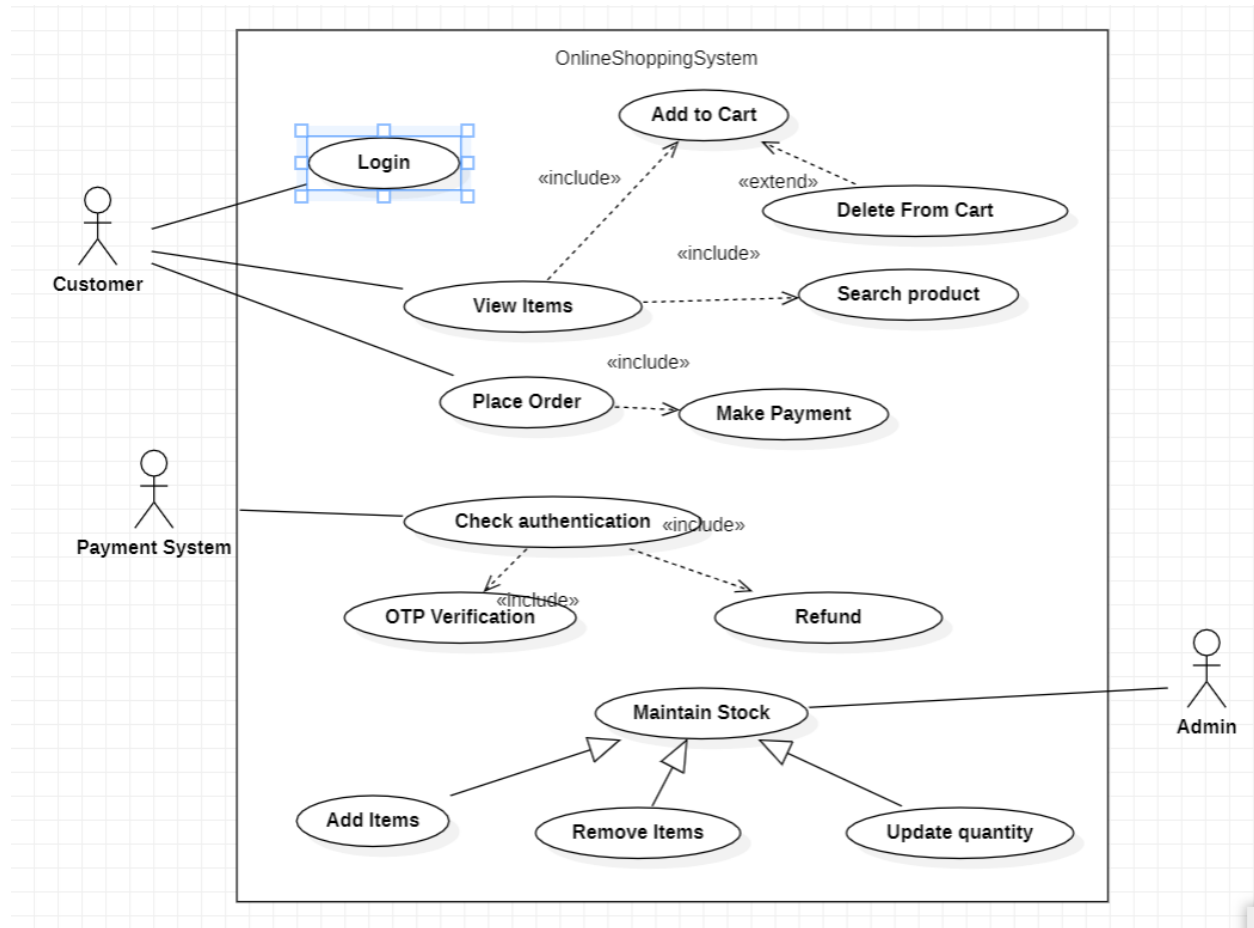 OnlineShoppingSystem
Add to Cart
Login
«include»
«extend»
Delete From Cart
«include»
Customer
View Items
Search product
«include»
Place Order
Make Payment
Check authentication
«include»
Payment System
«include»
OTP Verification
Refund
Maintain Stock
Admin
Add Items
Remove Items
Update quantity